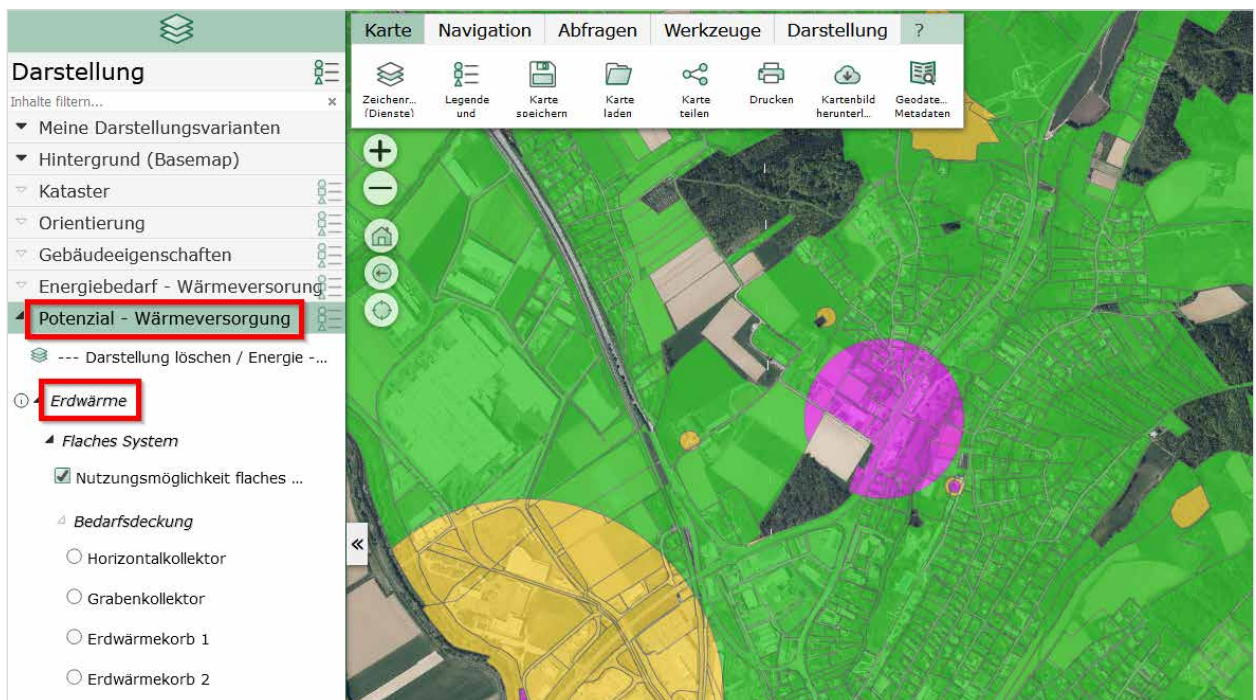 Darstellung
Inhalte filtern...
Meine Darstellungsvarianten
Hintergrund (Basemap)
Kataster
Orientierung
Gebäudeeigenschaften
Energiebedarf - Wärmeversorung
Potenzial - Wärmeversorgung
--- Darstellung löschen / Energie -...
Erdwärme
Flaches System
Nutzungsmöglichkeit flaches ...
Bedarfsdeckung
Horizontalkollektor
Grabenkollektor
Erdwärmekorb 1
Erdwärmekorb 2
Karte Navigation Abfragen Werkzeuge Darstellung ?
Zeichenr... (Dienste)
Legende und
Karte speichern
Karte laden
Karte teilen
Drucken
Kartenbild herunterl...
Geodate... Metadaten